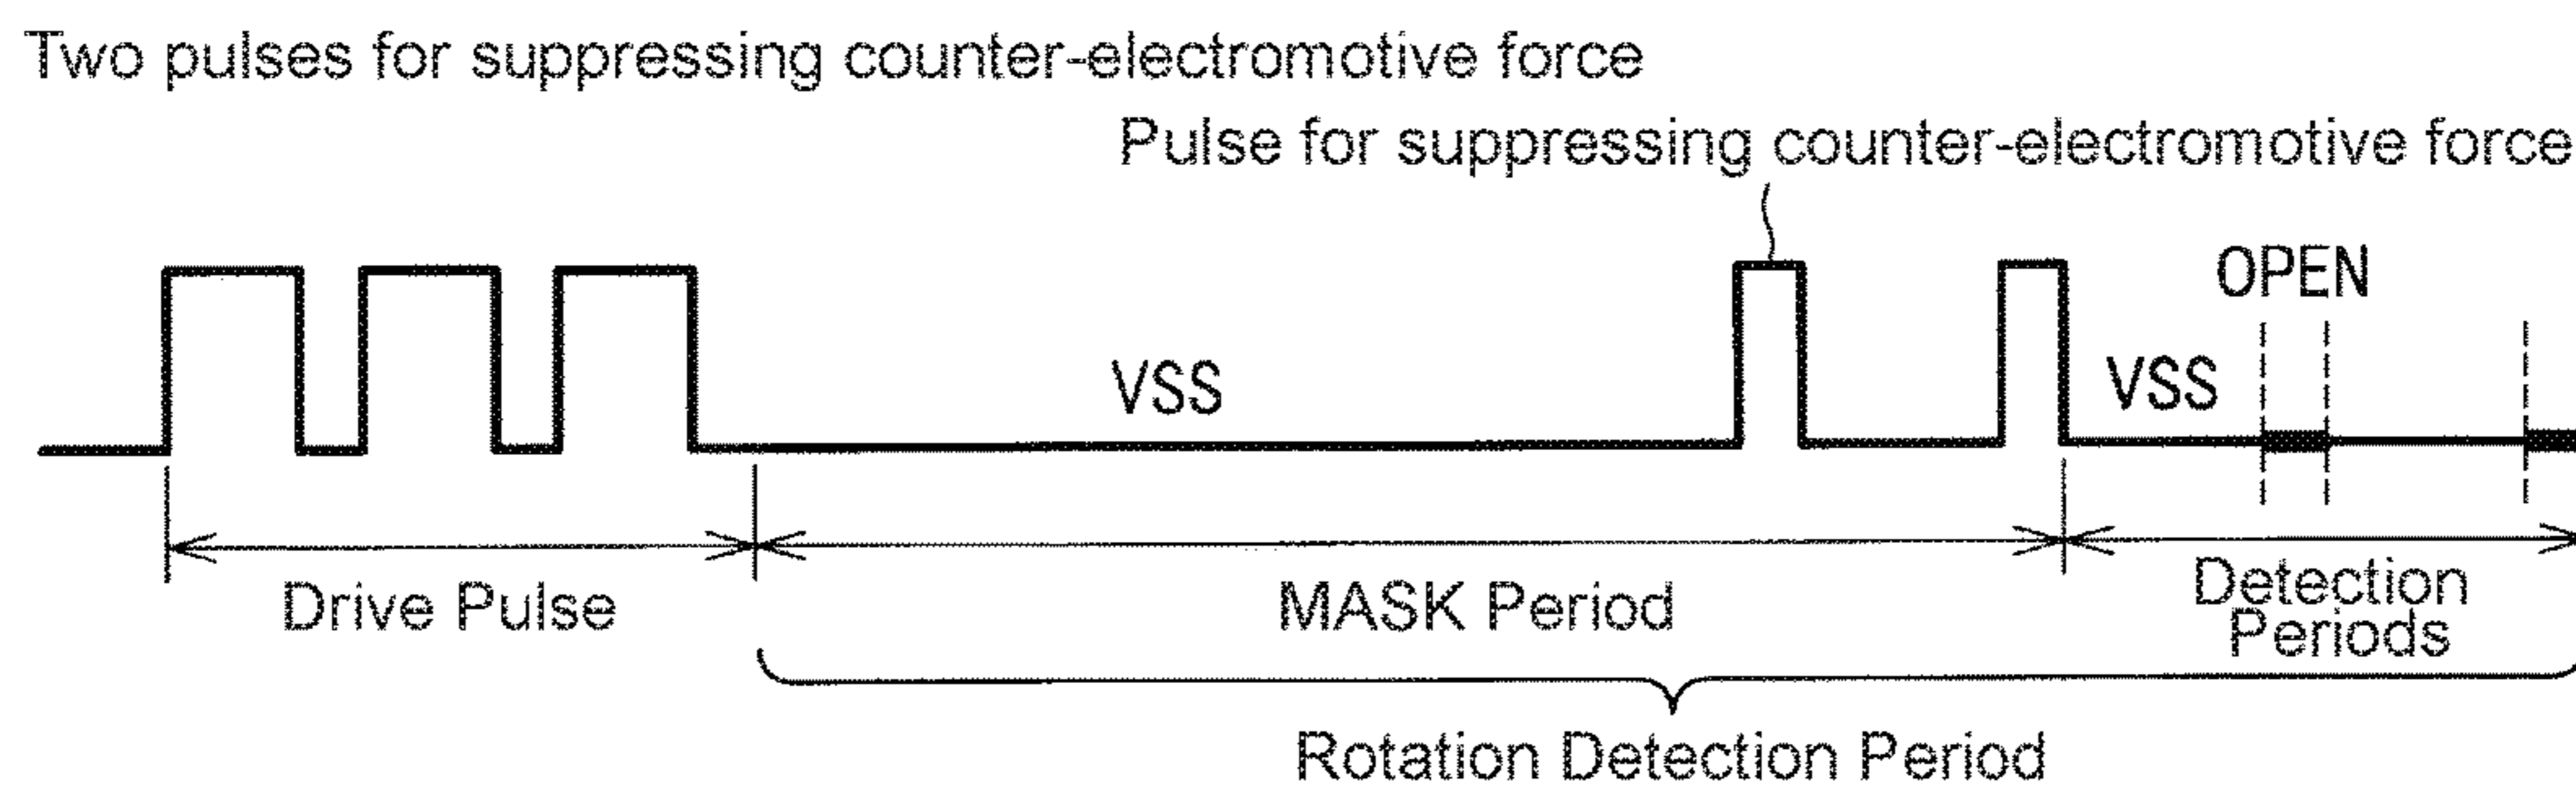 Two pulses for suppressing counter-electromotive force
Pulse for suppressing counter-electromotive force
OPEN
VSS
VSS
Drive Pulse
MASK Period
Detection
Periods
Rotation Detection Period